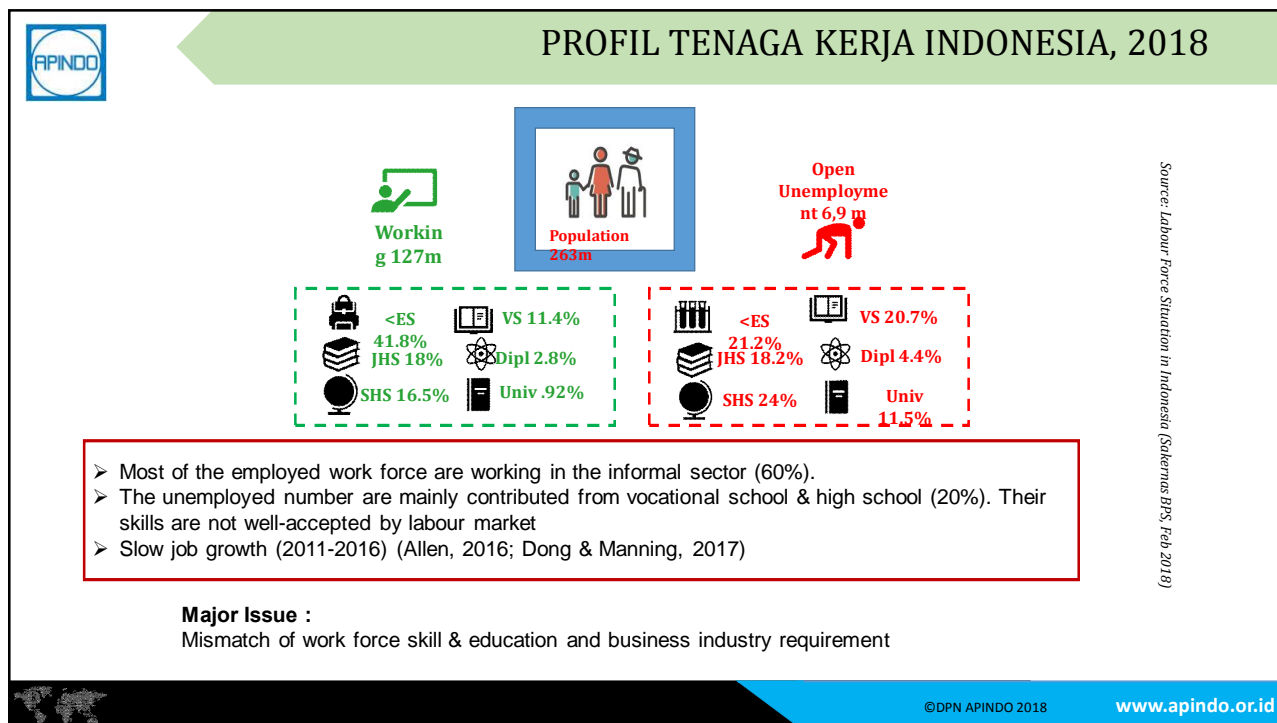 APINDO
PROFIL TENAGA KERJA INDONESIA, 2018
Workin
g 127m
Population
263m
Open
Unemployme
nt 6,9 m
<ES
41.8%
VS 11.4%
JHS 18%
Dipl 2.8%
SHS 16.5%
Univ .92%
<ES
21.2%
VS 20.7%
JHS 18.2%
Dipl 4.4%
SHS 24%
Univ
11.5%
Source: Labour Force Situation in Indonesia (Sakernas BPS, Feb 2018)
➢ Most of the employed work force are working in the informal sector (60%).
➢ The unemployed number are mainly contributed from vocational school & high school (20%). Their
skills are not well-accepted by labour market
➢ Slow job growth (2011-2016) (Allen, 2016; Dong & Manning, 2017)
Major Issue :
Mismatch of work force skill & education and business industry requirement
©DPN APINDO 2018
www.apindo.or.id